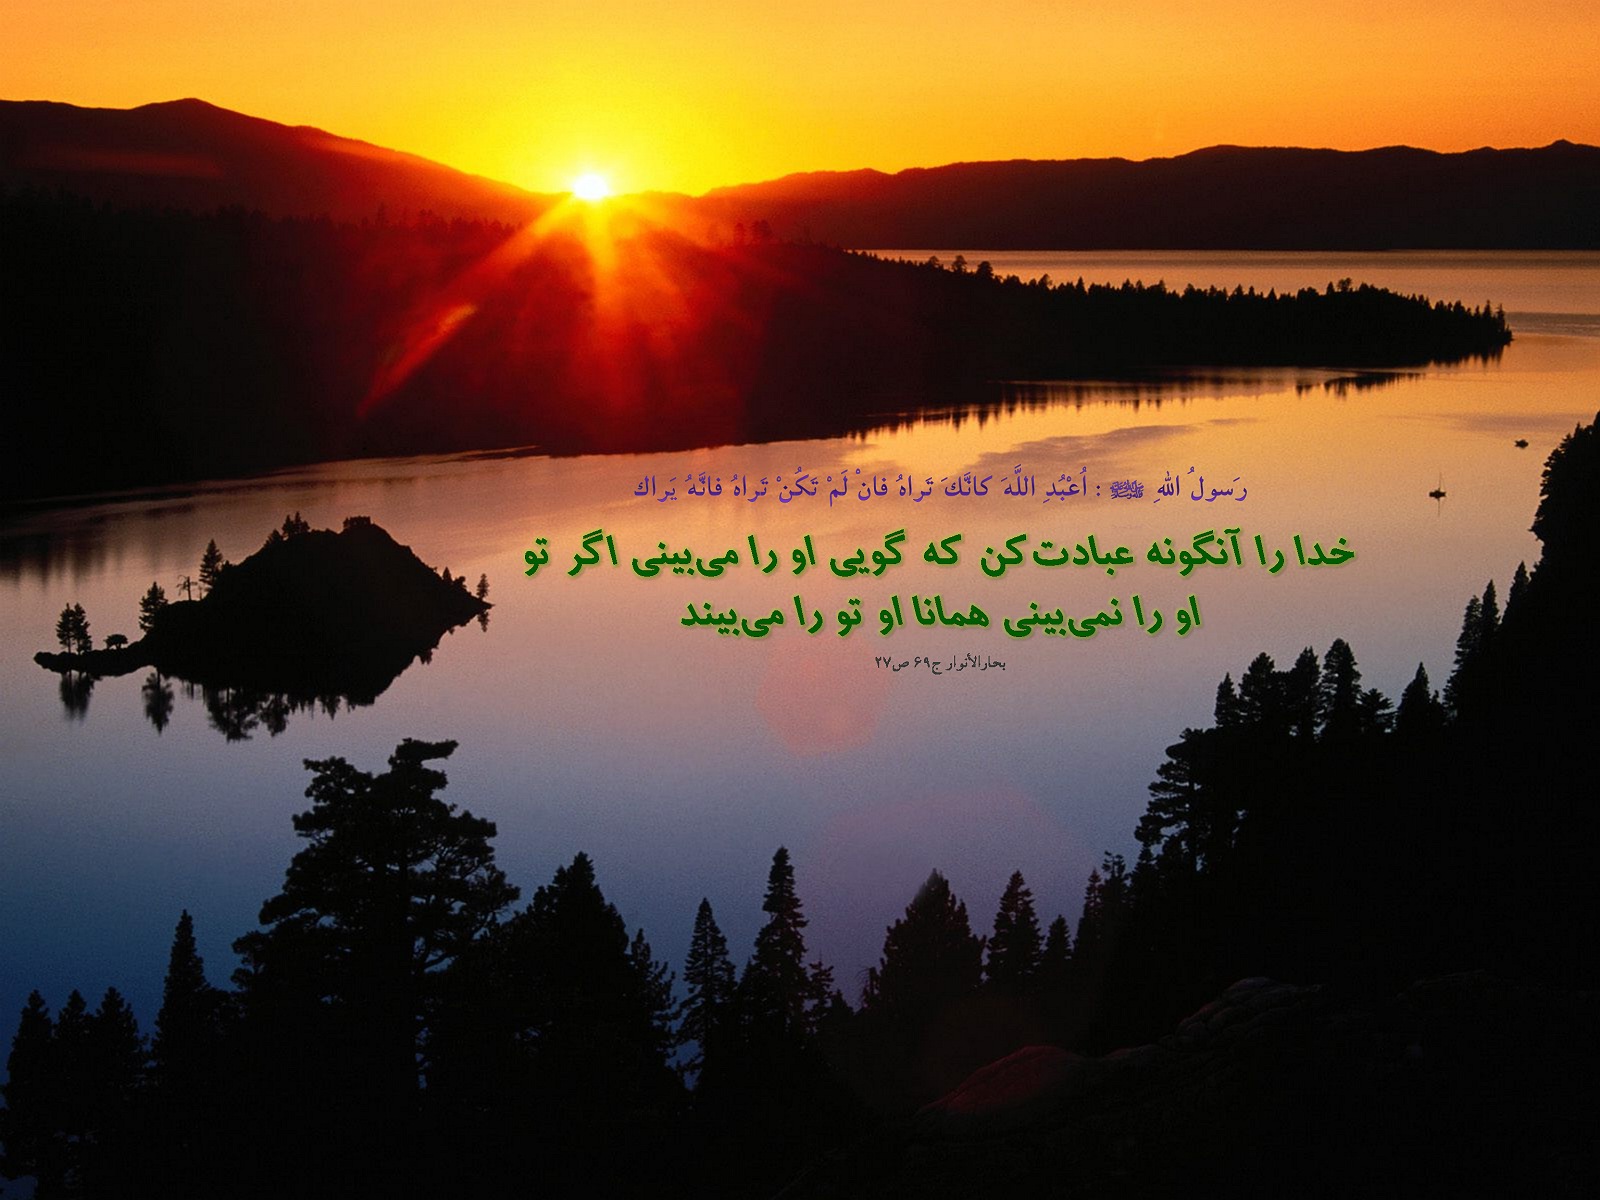 رَسولُ اللهِ ﷺ : اُعْبُدِ اللَّهَ كانَّكَ تَراهُ فانْ لَمْ تَكُنْ تَراهُ فانَّهُ يَراك
خدا را آنگونه عبادت‌کن که گویی او را می‌بینی اگر تو
او را نمی‌بینی همانا او تو را می‌بیند
بحارالأنوار ج۶۹ ص۲۷